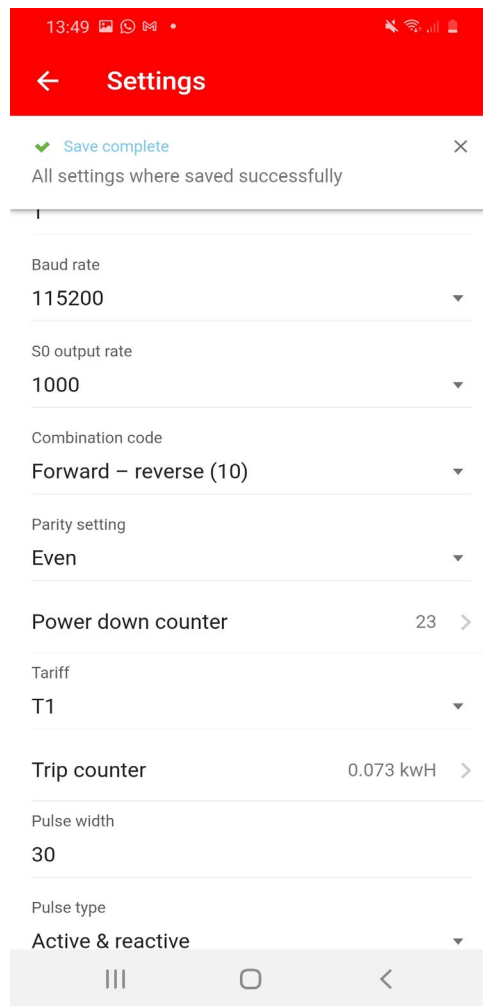 13:49
Settings
Save complete
All settings where saved successfully
Baud rate
115200
S0 output rate
1000
Combination code
Forward – reverse (10)
Parity setting
Even
Power down counter 23
Tariff
T1
Trip counter 0.073 kwH
Pulse width
30
Pulse type
Active & reactive